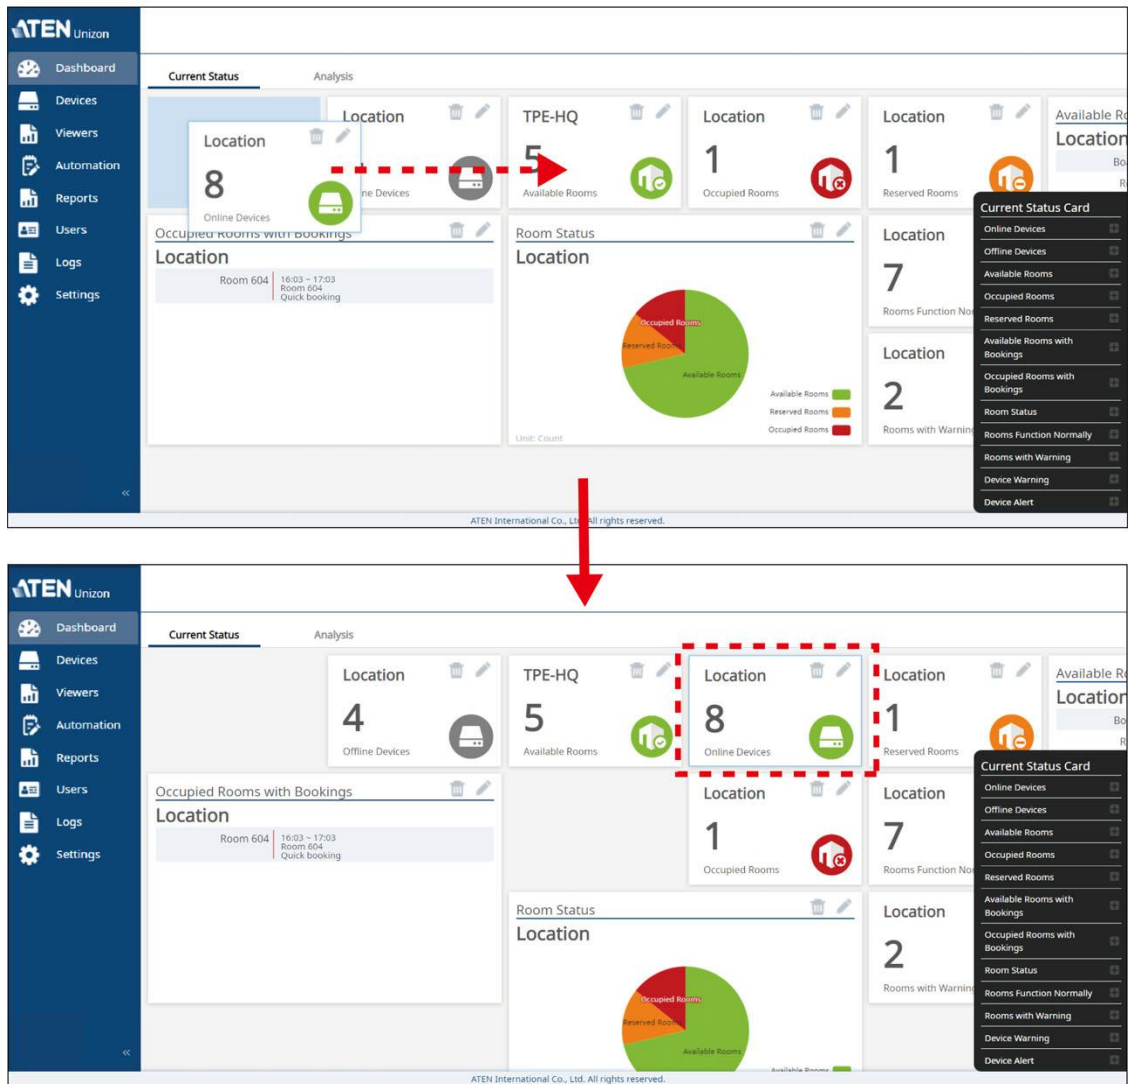 ATEN Unizon
Dashboard
Devices
Viewers
Automation
Reports
Users
Logs
Settings
«
Current Status
Analysis
Location
8
Online Devices
Location
ne Devices
TPE-HQ
5
Available Rooms
Location
1
Occupied Rooms
Location
1
Reserved Rooms
Available Ro
Location
Bo
R
Occupied Rooms with Bookings
Location
Room 604
16:03 ~ 17:03
Room 604
Quick booking
Room Status
Location
Occupied Rooms
Reserved Rooms
Available Rooms
Available Rooms
Reserved Rooms
Occupied Rooms
Unit: Count
Location
7
Rooms Function Nor
Location
2
Rooms with Warning
Current Status Card
Online Devices
Offline Devices
Available Rooms
Occupied Rooms
Reserved Rooms
Available Rooms with
Bookings
Occupied Rooms with
Bookings
Room Status
Rooms Function Normally
Rooms with Warning
Device Warning
Device Alert
ATEN International Co., Ltd. All rights reserved.
ATEN Unizon
Dashboard
Devices
Viewers
Automation
Reports
Users
Logs
Settings
«
Current Status
Analysis
Location
4
Offline Devices
TPE-HQ
5
Available Rooms
Location
8
Online Devices
Location
1
Reserved Rooms
Available Ro
Location
Bo
R
Occupied Rooms with Bookings
Location
Room 604
16:03 ~ 17:03
Room 604
Quick booking
Location
1
Occupied Rooms
Location
7
Rooms Function Nor
Room Status
Location
Occupied Rooms
Reserved Rooms
Available Rooms
Available Rooms
Location
2
Rooms with Warning
Current Status Card
Online Devices
Offline Devices
Available Rooms
Occupied Rooms
Reserved Rooms
Available Rooms with
Bookings
Occupied Rooms with
Bookings
Room Status
Rooms Function Normally
Rooms with Warning
Device Warning
Device Alert
ATEN International Co., Ltd. All rights reserved.